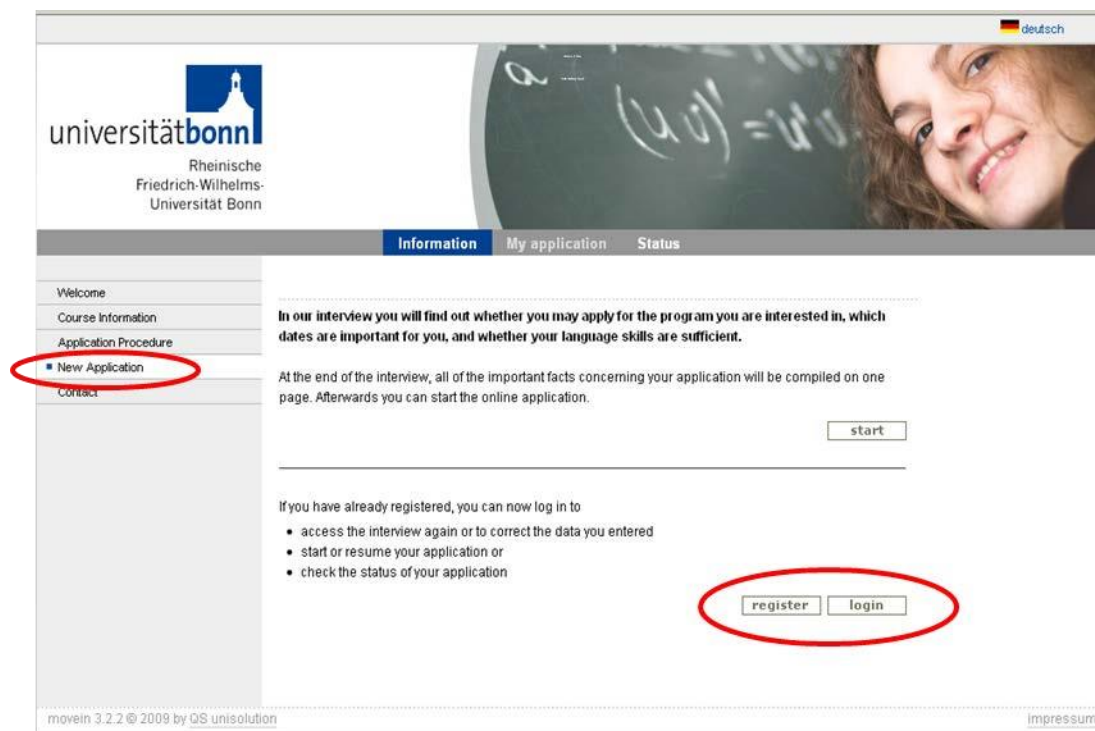 deutsch
universitätbonn
Rheinische
Friedrich-Wilhelms-
Universität Bonn
Information My application Status
Welcome
Course Information
Application Procedure
New Application
Contact
In our interview you will find out whether you may apply for the program you are interested in, which
dates are important for you, and whether your language skills are sufficient.
At the end of the interview, all of the important facts concerning your application will be compiled on one
page. Afterwards you can start the online application.
start
If you have already registered, you can now log in to
• access the interview again or to correct the data you entered
• start or resume your application or
• check the status of your application
register login
movein 3.2.2 © 2009 by QS unisolution
impressum